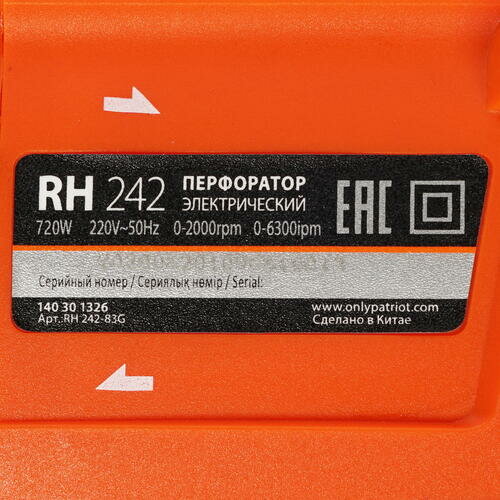 RH 242 ПЕРФОРАТОР
ЭЛЕКТРИЧЕСКИЙ
EAC
720W 220V~50Hz 0-2000rpm 0-6300ipm
Серийный номер / Сериялық нөмір / Serial:
140 30 1326
Арт.:RH 242-83G
www.onlypatriot.com
Сделано в Китае